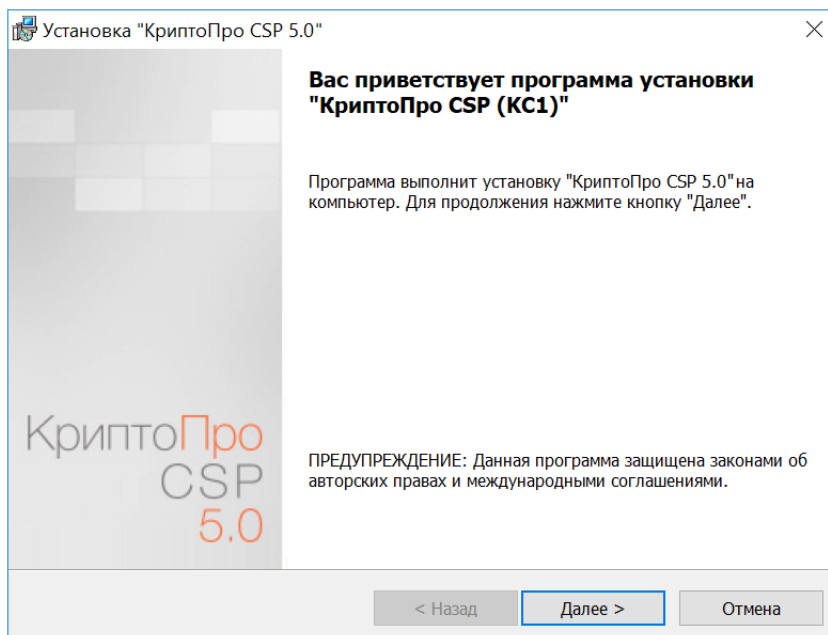 Установка "КриптоПро CSP 5.0"
Вас приветствует программа установки
"КриптоПро CSP (KC1)"
Программа выполнит установку "КриптоПро CSP 5.0"на
компьютер. Для продолжения нажмите кнопку "Далее".
КриптоПро
CSP
5.0
ПРЕДУПРЕЖДЕНИЕ: Данная программа защищена законами об
авторских правах и международными соглашениями.
< Назад
Далее >
Отмена